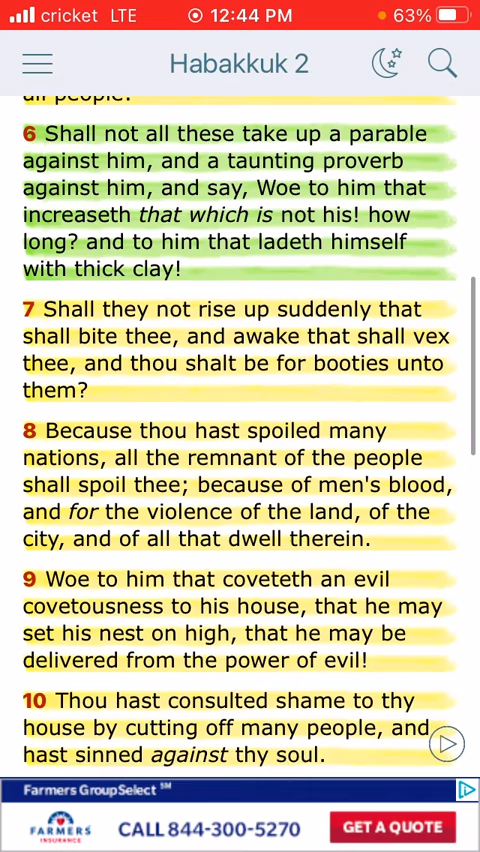 cricket LTE 12:44 PM 63%
Habakkuk 2
all people:
6 Shall not all these take up a parable
against him, and a taunting proverb
against him, and say, Woe to him that
increaseth that which is not his! how
long? and to him that ladeth himself
with thick clay!
7 Shall they not rise up suddenly that
shall bite thee, and awake that shall vex
thee, and thou shalt be for booties unto
them?
8 Because thou hast spoiled many
nations, all the remnant of the people
shall spoil thee; because of men's blood,
and for the violence of the land, of the
city, and of all that dwell therein.
9 Woe to him that coveteth an evil
covetousness to his house, that he may
set his nest on high, that he may be
delivered from the power of evil!
10 Thou hast consulted shame to thy
house by cutting off many people, and
hast sinned against thy soul.
Farmers GroupSelect SM
FARMERS
INSURANCE
CALL 844-300-5270
GET A QUOTE